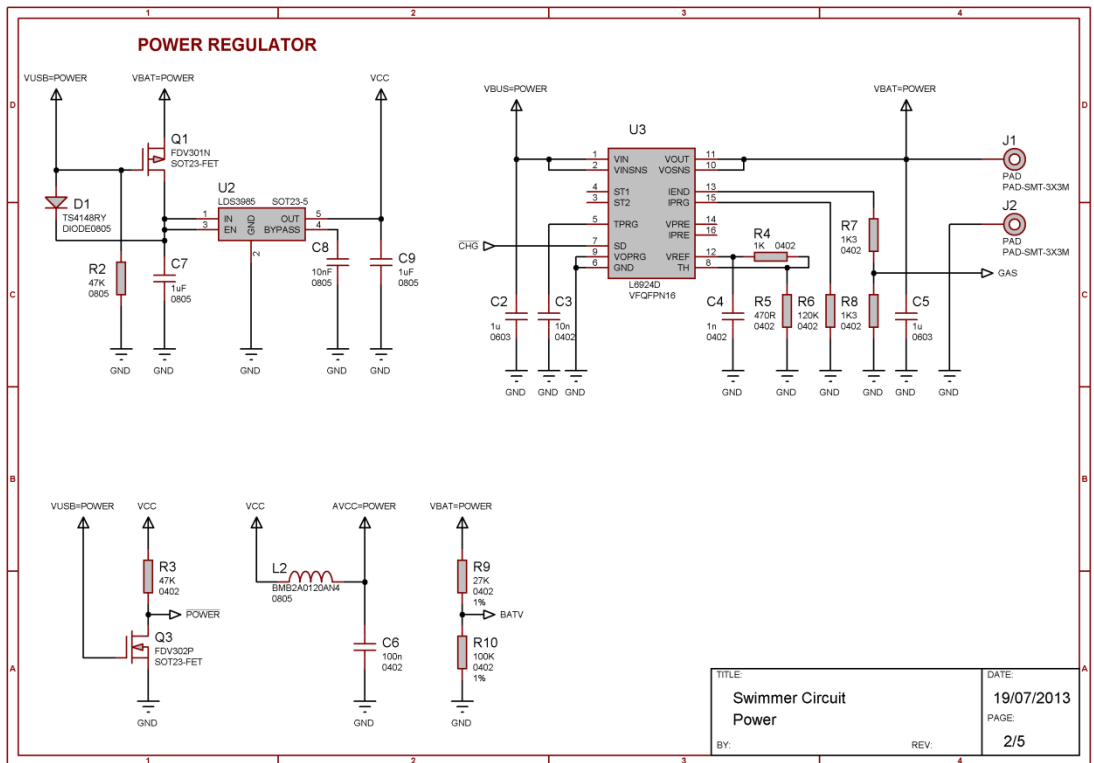 1 2 3 4
POWER REGULATOR
VUSB=POWER
VBAT=POWER
VCC
Q1
FDV301N
SOT23-FET
D1
TS4148RY
DIODE0805
R2
47K
0805
C7
1uF
0805
U2
LDS3985 SOT23-5
1 IN
3 EN
GND
2
OUT 5
BYPASS 4
C8
10nF
0805
C9
1uF
0805
GND GND GND GND GND
VBUS=POWER
VBAT=POWER
U3
1 VIN
2 VINSNS
4 ST1
3 ST2
5 TPRG
7 SD
9 VOPRG
6 GND
VOUT 11
VOSNS 10
IEND 13
IPRG 15
VPRE 14
IPRE 16
VREF 12
TH 8
L6924D
VFQFPN16
CHG
C2
1u
0603
C3
10n
0402
C4
1n
0402
R4
1K 0402
R5
470R
0402
R6
120K
0402
R7
1K3
0402
R8
1K3
0402
C5
1u
0603
GAS
J1
PAD
PAD-SMT-3X3M
J2
PAD
PAD-SMT-3X3M
GND GND GND GND GND GND GND GND GND
VUSB=POWER
VCC
R3
47K
0402
POWER
Q3
FDV302P
SOT23-FET
GND
VCC
AVCC=POWER
L2
BMB2A0120AN4
0805
C6
100n
0402
GND
VBAT=POWER
R9
27K
0402
1%
BATV
R10
100K
0402
1%
GND
D
C
B
A
D
C
B
A
TITLE:
Swimmer Circuit
Power
BY: REV:
DATE:
19/07/2013
PAGE:
2/5
1 2 3 4